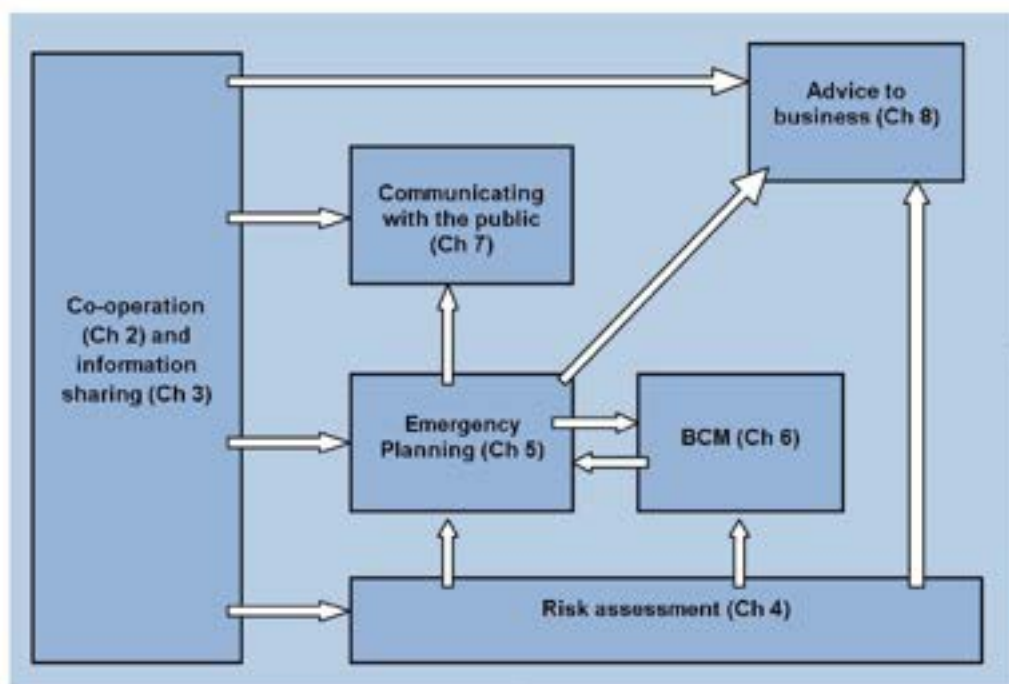 Co-operation
(Ch 2) and
information
sharing (Ch 3)
Advice to
business (Ch 8)
Communicating
with the public
(Ch 7)
Emergency
Planning (Ch 5)
BCM (Ch 6)
Risk assessment (Ch 4)